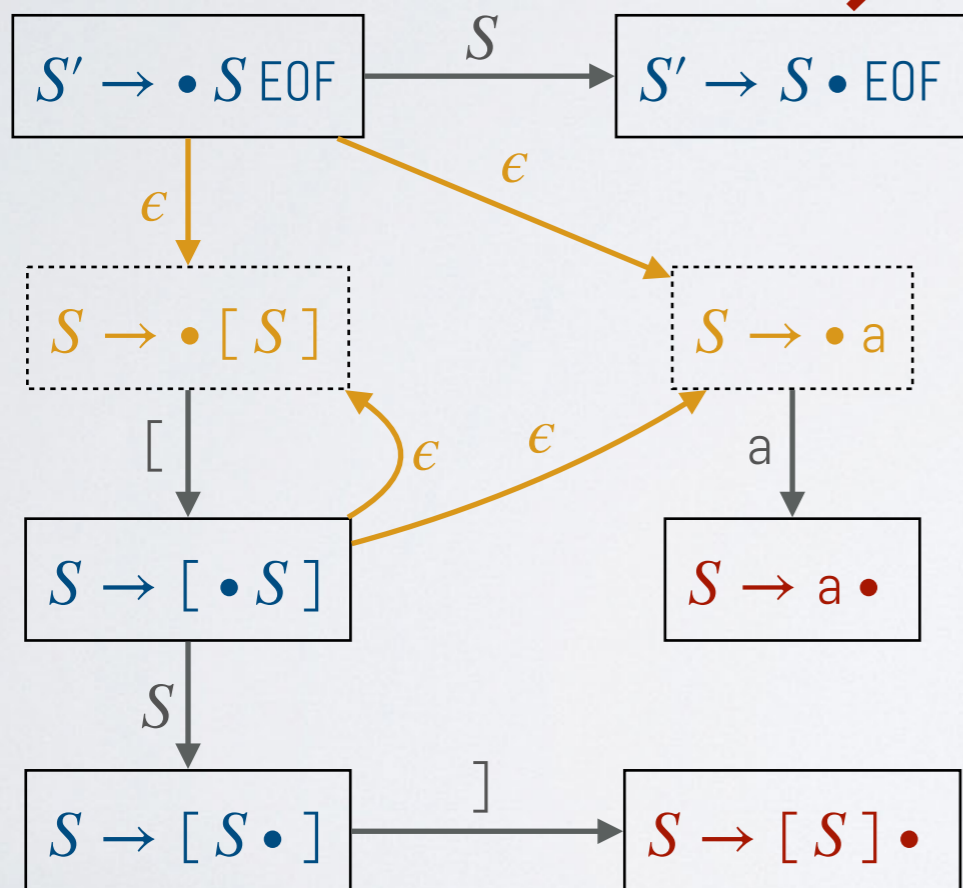 S
S′ → • S EOF
S′ → S • EOF
ϵ
ϵ
S → • [ S ]
S → • a
[
ϵ
ϵ
a
S → [ • S ]
S → a •
S
]
S → [ S • ]
S → [ S ] •